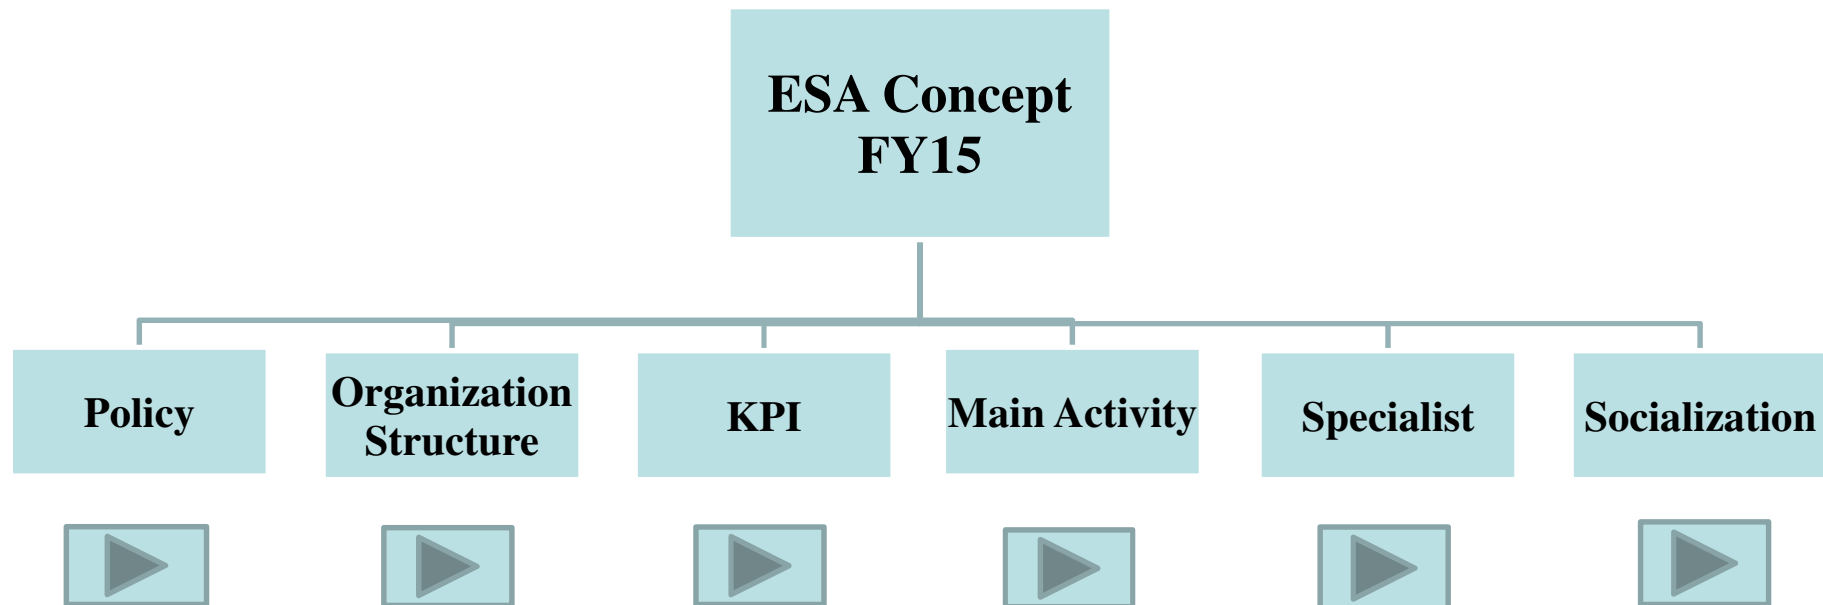 ESA Concept
FY15
Policy
Organization
Structure
KPI
Main Activity
Specialist
Socialization